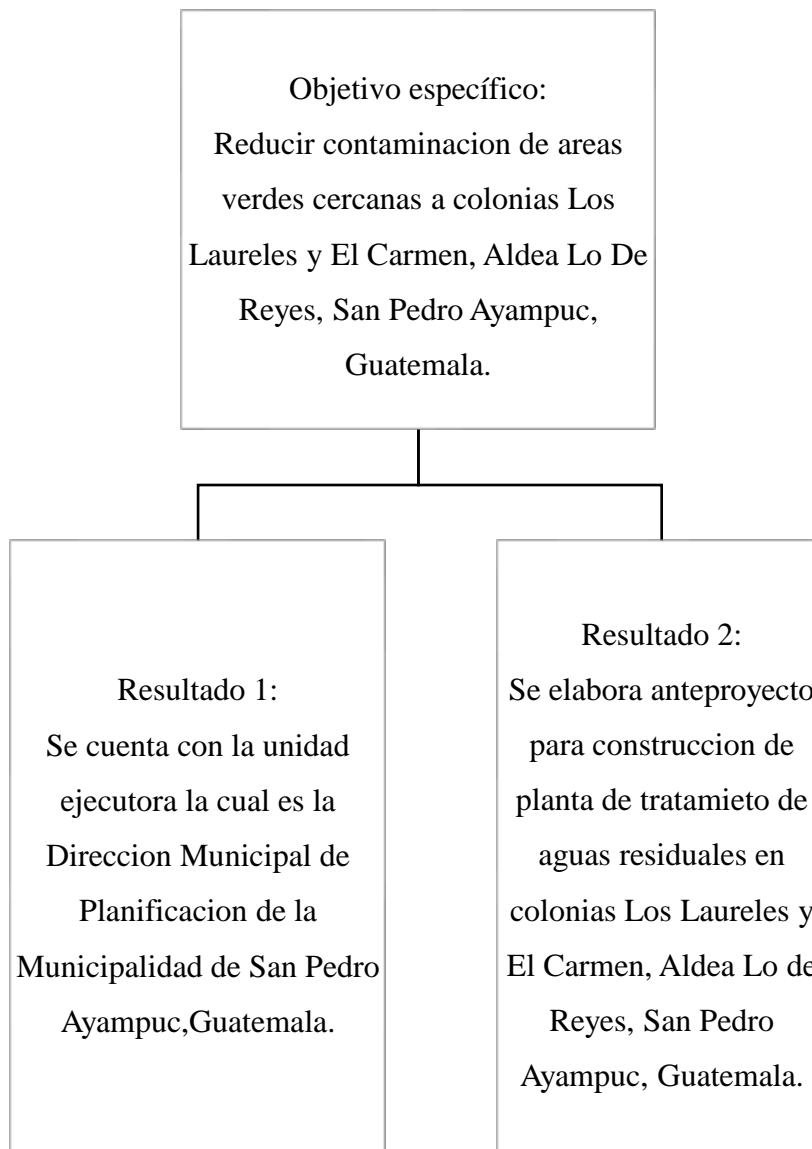 Objetivo específico:
Reducir contaminacion de areas
verdes cercanas a colonias Los
Laureles y El Carmen, Aldea Lo De
Reyes, San Pedro Ayampuc,
Guatemala.
Resultado 1:
Se cuenta con la unidad
ejecutora la cual es la
Direccion Municipal de
Planificacion de la
Municipalidad de San Pedro
Ayampuc,Guatemala.
Resultado 2:
Se elabora anteproyecto
para construccion de
planta de tratamieto de
aguas residuales en
colonias Los Laureles y
El Carmen, Aldea Lo de
Reyes, San Pedro
Ayampuc, Guatemala.